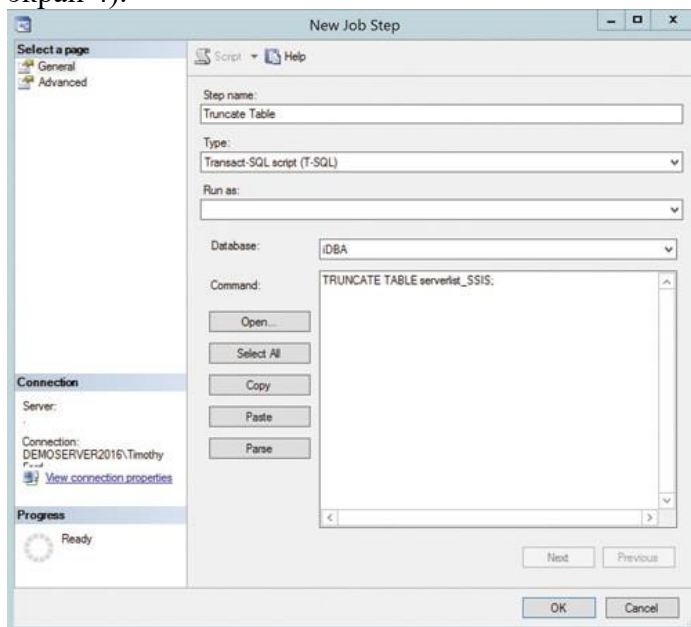 экран 4).
New Job Step
Select a page
General
Advanced
Script Help
Step name:
Truncate Table
Type:
Transact-SQL script (T-SQL)
Run as:
Database: iDBA
Command: TRUNCATE TABLE serverlist_SSIS;
Open...
Select All
Copy
Paste
Parse
Connection
Server:
.
Connection:
DEMOSERVER2016\Timothy
View connection properties
Progress
Ready
Next Previous
OK Cancel